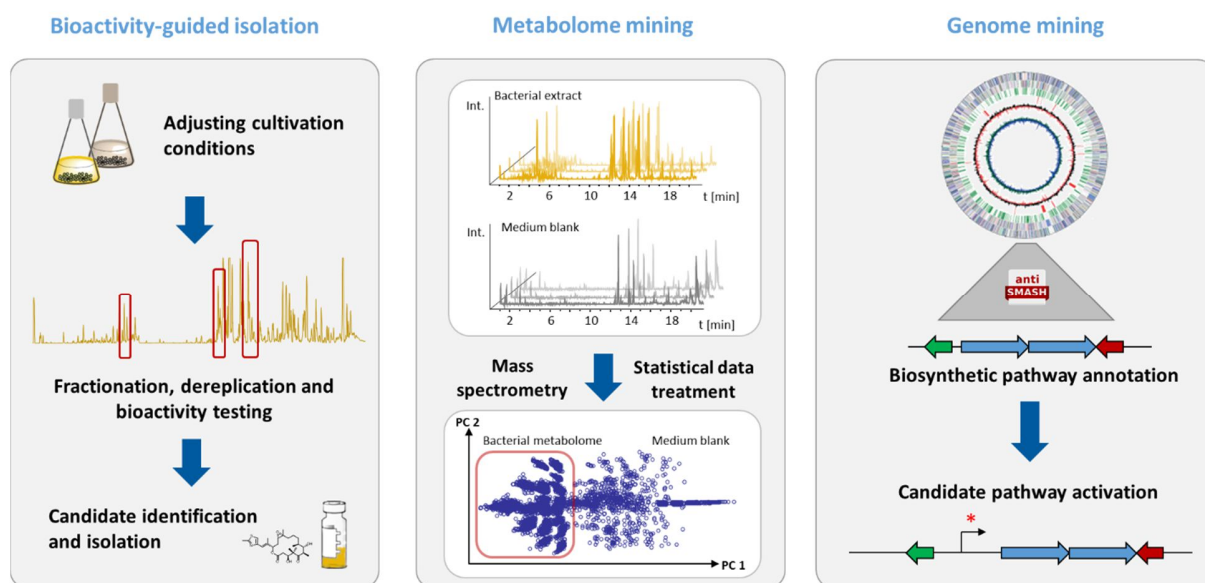 Bioactivity-guided isolation
Adjusting cultivation
conditions
Fractionation, dereplication and
bioactivity testing
Candidate identification
and isolation
Metabolome mining
Int.
Bacterial extract
2 6 10 14 18
t [min]
Int.
Medium blank
2 6 10 14 18
t [min]
Mass
spectrometry
Statistical data
treatment
PC 2
Bacterial metabolome
Medium blank
PC 1
Genome mining
anti
SMASH
Biosynthetic pathway annotation
Candidate pathway activation
*